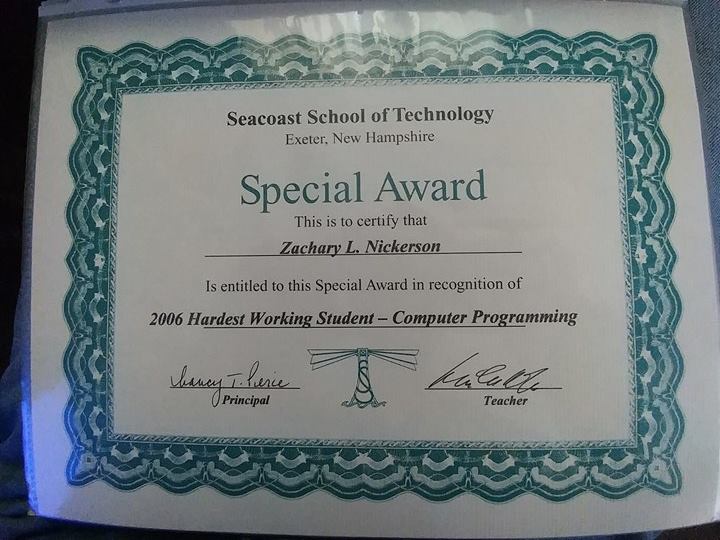 Seacoast School of Technology
Exeter, New Hampshire
Special Award
This is to certify that
Zachary L. Nickerson
Is entitled to this Special Award in recognition of
2006 Hardest Working Student – Computer Programming
Nancy T. Pierce
Principal
Teacher